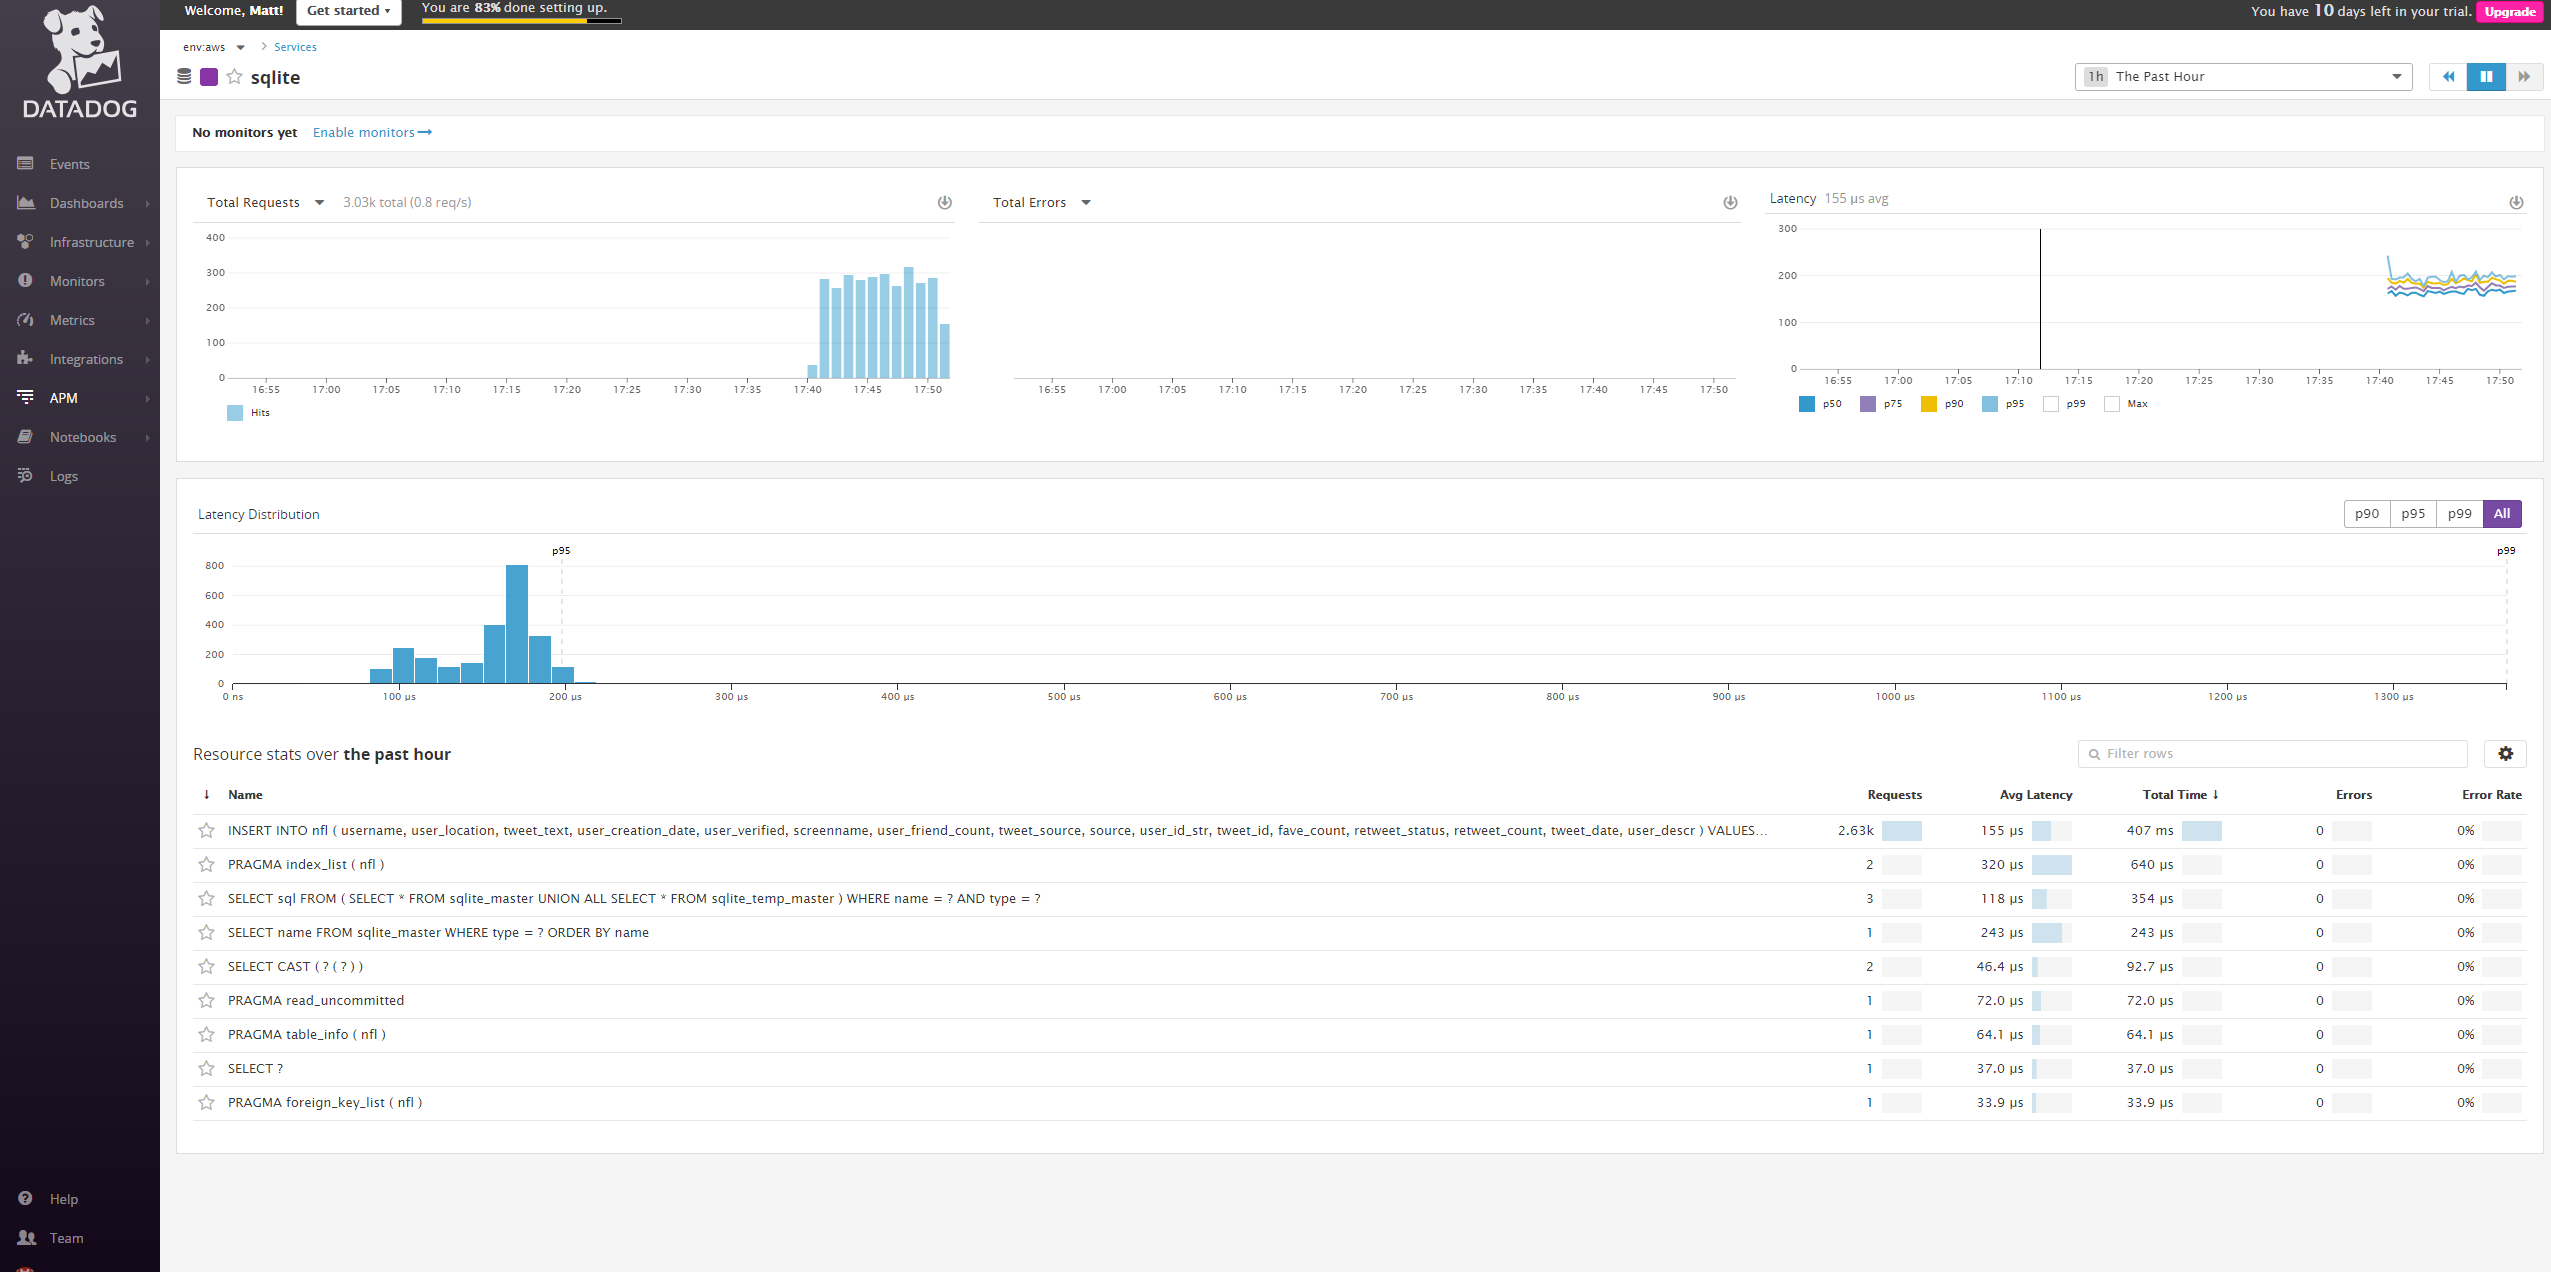 Welcome, Matt!
Get started
You are 83% done setting up.
You have 10 days left in your trial.
Upgrade
DATADOG
Events
Dashboards
Infrastructure
Monitors
Metrics
Integrations
APM
Notebooks
Logs
Help
Team
env:aws > Services
sqlite
1h The Past Hour
No monitors yet Enable monitors→
Total Requests 3.03k total (0.8 req/s)
400
300
200
100
0
16:55 17:00 17:05 17:10 17:15 17:20 17:25 17:30 17:35 17:40 17:45 17:50
Hits
Total Errors
16:55 17:00 17:05 17:10 17:15 17:20 17:25 17:30 17:35 17:40 17:45 17:50
Latency 155 µs avg
300
200
100
0
16:55 17:00 17:05 17:10 17:15 17:20 17:25 17:30 17:35 17:40 17:45 17:50
p50 p75 p90 p95 p99 Max
Latency Distribution
p90 p95 p99 All
p95 p99
800
600
400
200
0
0 ns 100 µs 200 µs 300 µs 400 µs 500 µs 600 µs 700 µs 800 µs 900 µs 1000 µs 1100 µs 1200 µs 1300 µs
Resource stats over the past hour
Filter rows
↓ Name Requests Avg Latency Total Time ↓ Errors Error Rate
INSERT INTO nfl ( username, user_location, tweet_text, user_creation_date, user_verified, screenname, user_friend_count, tweet_source, source, user_id_str, tweet_id, fave_count, retweet_status, retweet_count, tweet_date, user_descr ) VALUES... 2.63k 155 µs 407 ms 0 0%
PRAGMA index_list ( nfl ) 2 320 µs 640 µs 0 0%
SELECT sql FROM ( SELECT * FROM sqlite_master UNION ALL SELECT * FROM sqlite_temp_master ) WHERE name = ? AND type = ? 3 118 µs 354 µs 0 0%
SELECT name FROM sqlite_master WHERE type = ? ORDER BY name 1 243 µs 243 µs 0 0%
SELECT CAST ( ? ( ? ) ) 2 46.4 µs 92.7 µs 0 0%
PRAGMA read_uncommitted 1 72.0 µs 72.0 µs 0 0%
PRAGMA table_info ( nfl ) 1 64.1 µs 64.1 µs 0 0%
SELECT ? 1 37.0 µs 37.0 µs 0 0%
PRAGMA foreign_key_list ( nfl ) 1 33.9 µs 33.9 µs 0 0%